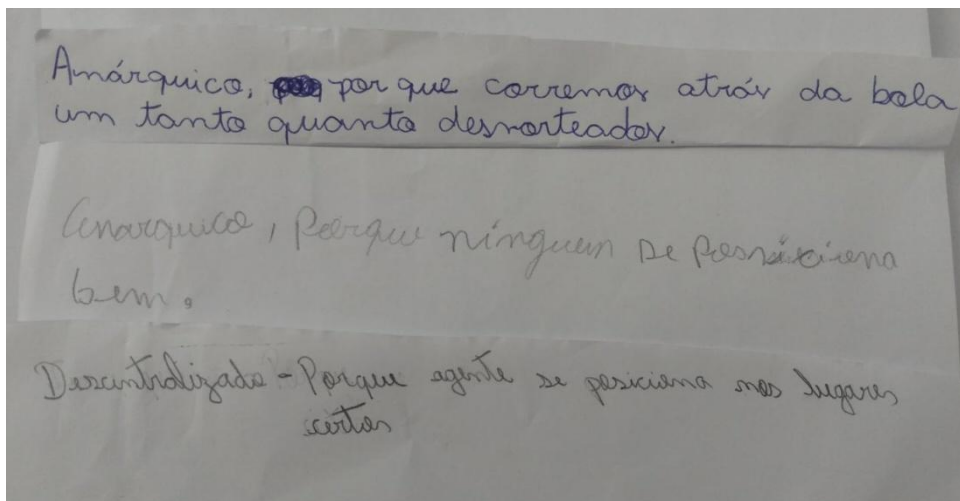 Anárquico, por que corremos atrás da bola
um tanto quanto desnorteados.
Anarquico, Porque ninguem se Possiciona
bem.
Descentralizado - Porque agente se posiciona nos lugares
certos